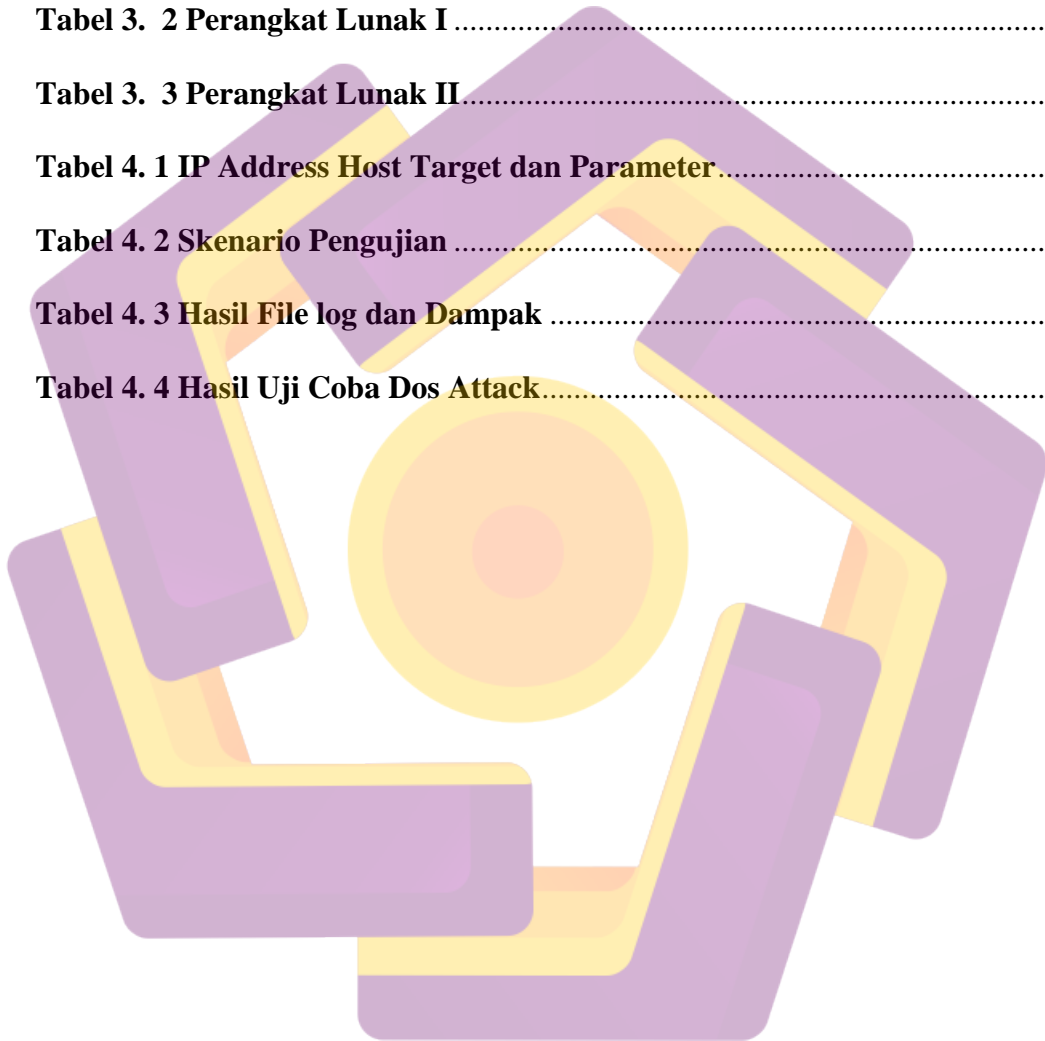 Tabel 3.  2 Perangkat Lunak I ........................................................................
Tabel 3.  3 Perangkat Lunak II.......................................................................
Tabel 4. 1 IP Address Host Target dan Parameter.........................................
Tabel 4. 2 Skenario Pengujian ........................................................................
Tabel 4. 3 Hasil File log dan Dampak ............................................................
Tabel 4. 4 Hasil Uji Coba Dos Attack.............................................................